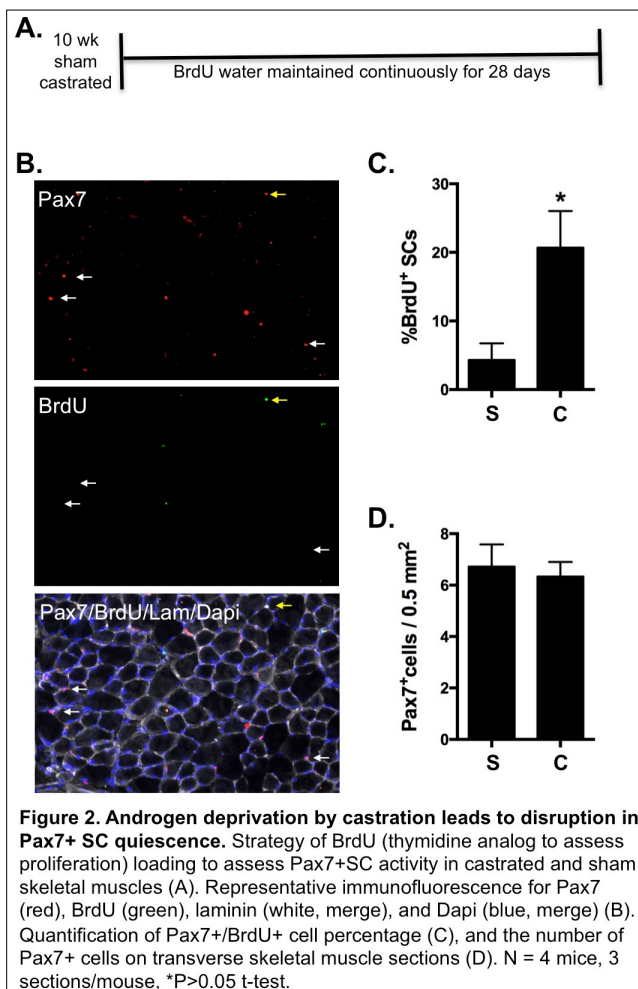 A.
10 wk
sham
castrated
BrdU water maintained continuously for 28 days
B.
Pax7
BrdU
Pax7/BrdU/Lam/Dapi
C.
%BrdU⁺ SCs
30
20
10
0
*
S C
D.
Pax7⁺cells / 0.5 mm²
8
6
4
2
0
S C
Figure 2. Androgen deprivation by castration leads to disruption in
Pax7+ SC quiescence. Strategy of BrdU (thymidine analog to assess
proliferation) loading to assess Pax7+SC activity in castrated and sham
skeletal muscles (A). Representative immunofluorescence for Pax7
(red), BrdU (green), laminin (white, merge), and Dapi (blue, merge) (B).
Quantification of Pax7+/BrdU+ cell percentage (C), and the number of
Pax7+ cells on transverse skeletal muscle sections (D). N = 4 mice, 3
sections/mouse, *P>0.05 t-test.